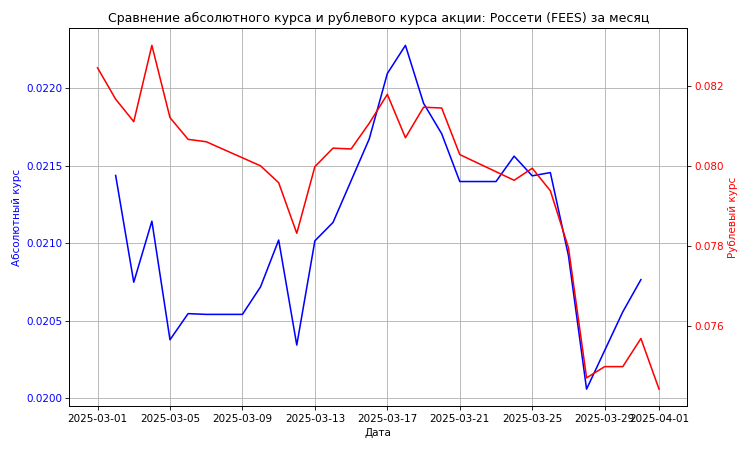 Сравнение абсолютного курса и рублевого курса акции: Россети (FEES) за месяц
Абсолютный курс
0.0220
0.0215
0.0210
0.0205
0.0200
0.082
0.080
0.078
0.076
Рублевый курс
2025-03-01 2025-03-05 2025-03-09 2025-03-13 2025-03-17 2025-03-21 2025-03-25 2025-03-29 2025-04-01
Дата